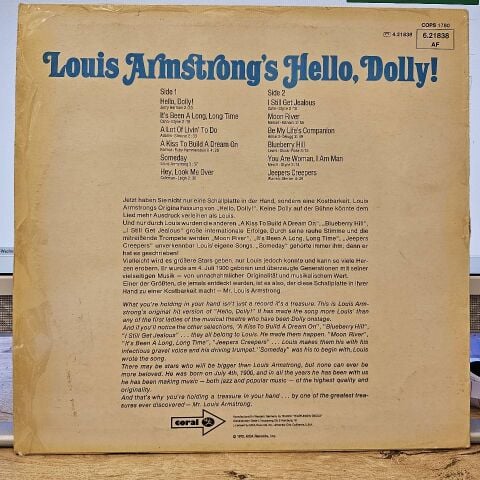 COPS 1780
4.21838
6.21838
AF
Louis Armstrong's Hello, Dolly!
Side 1
Hello, Dolly!
It's Been A Long, Long Time
A Lot Of Livin' To Do
A Kiss To Build A Dream On
Someday
Hey, Look Me Over
Side 2
I Still Get Jealous
Moon River
Be My Life's Companion
Blueberry Hill
You Are Woman, I Am Man
Jeepers Creepers
Jetzt haben Sie nicht nur eine Schallplatte in der Hand, sondern eine Kostbarkeit. Louis
Armstrongs Originalfassung von „Hello, Dolly!“. Keine Dolly auf der Bühne könnte dem
Lied mehr Ausdruck verleihen als Louis.
Und nur durch Louis wurden die anderen „A Kiss To Build A Dream On“, „Blueberry Hill“,
„I Still Get Jealous“ große internationale Erfolge. Durch seine rauhe Stimme und die
mitreißende Trompete werden „Moon River“, „It's Been A Long, Long Time“, „Jeepers
Creepers“ unverkennbar Louis' eigene Songs. „Someday“ gehörte immer ihm, denn er
hat es geschrieben!
Vielleicht wird es größere Stars geben, nur Louis jedoch konnte und kann so viele Her-
zen erobern. Er wurde am 4. Juli 1900 geboren und überzeugte Generationen mit seiner
vielseitigen Musik – von unnachahmlicher Originalität und musikalischem Wert.
Einer der Größten, die jemals entdeckt wurden, ist es also, der diese Schallplatte in Ihrer
Hand zu einer Kostbarkeit macht – Mr. Louis Armstrong.
What you're holding in your hand isn't just a record it's a treasure. This is Louis Arm-
strong's original hit version of "Hello, Dolly!" It has made the song more Louis' than
any of the first ladies of the musical theatre who have been Dolly onstage.
And if you'd notice the other selections, "A Kiss To Build A Dream On", "Blueberry Hill",
"I Still Get Jealous" . . . they all belong to Louis. He made them happen. "Moon River",
"It's Been A Long, Long Time", "Jeepers Creepers" . . . Louis makes them his with his
infectious gravel voice and his driving trumpet. "Someday" was his to begin with, Louis
wrote the song.
There may be stars who will be bigger than Louis Armstrong, but none can ever be
more beloved. He was born on July 4th, 1900, and in all the years he has been with us
he has been making music – both jazz and popular music – of the highest quality and
originality.
And that's why you're holding a treasure in your hand . . . by one of the greatest treas-
ures ever discovered – Mr. Louis Armstrong.
coral